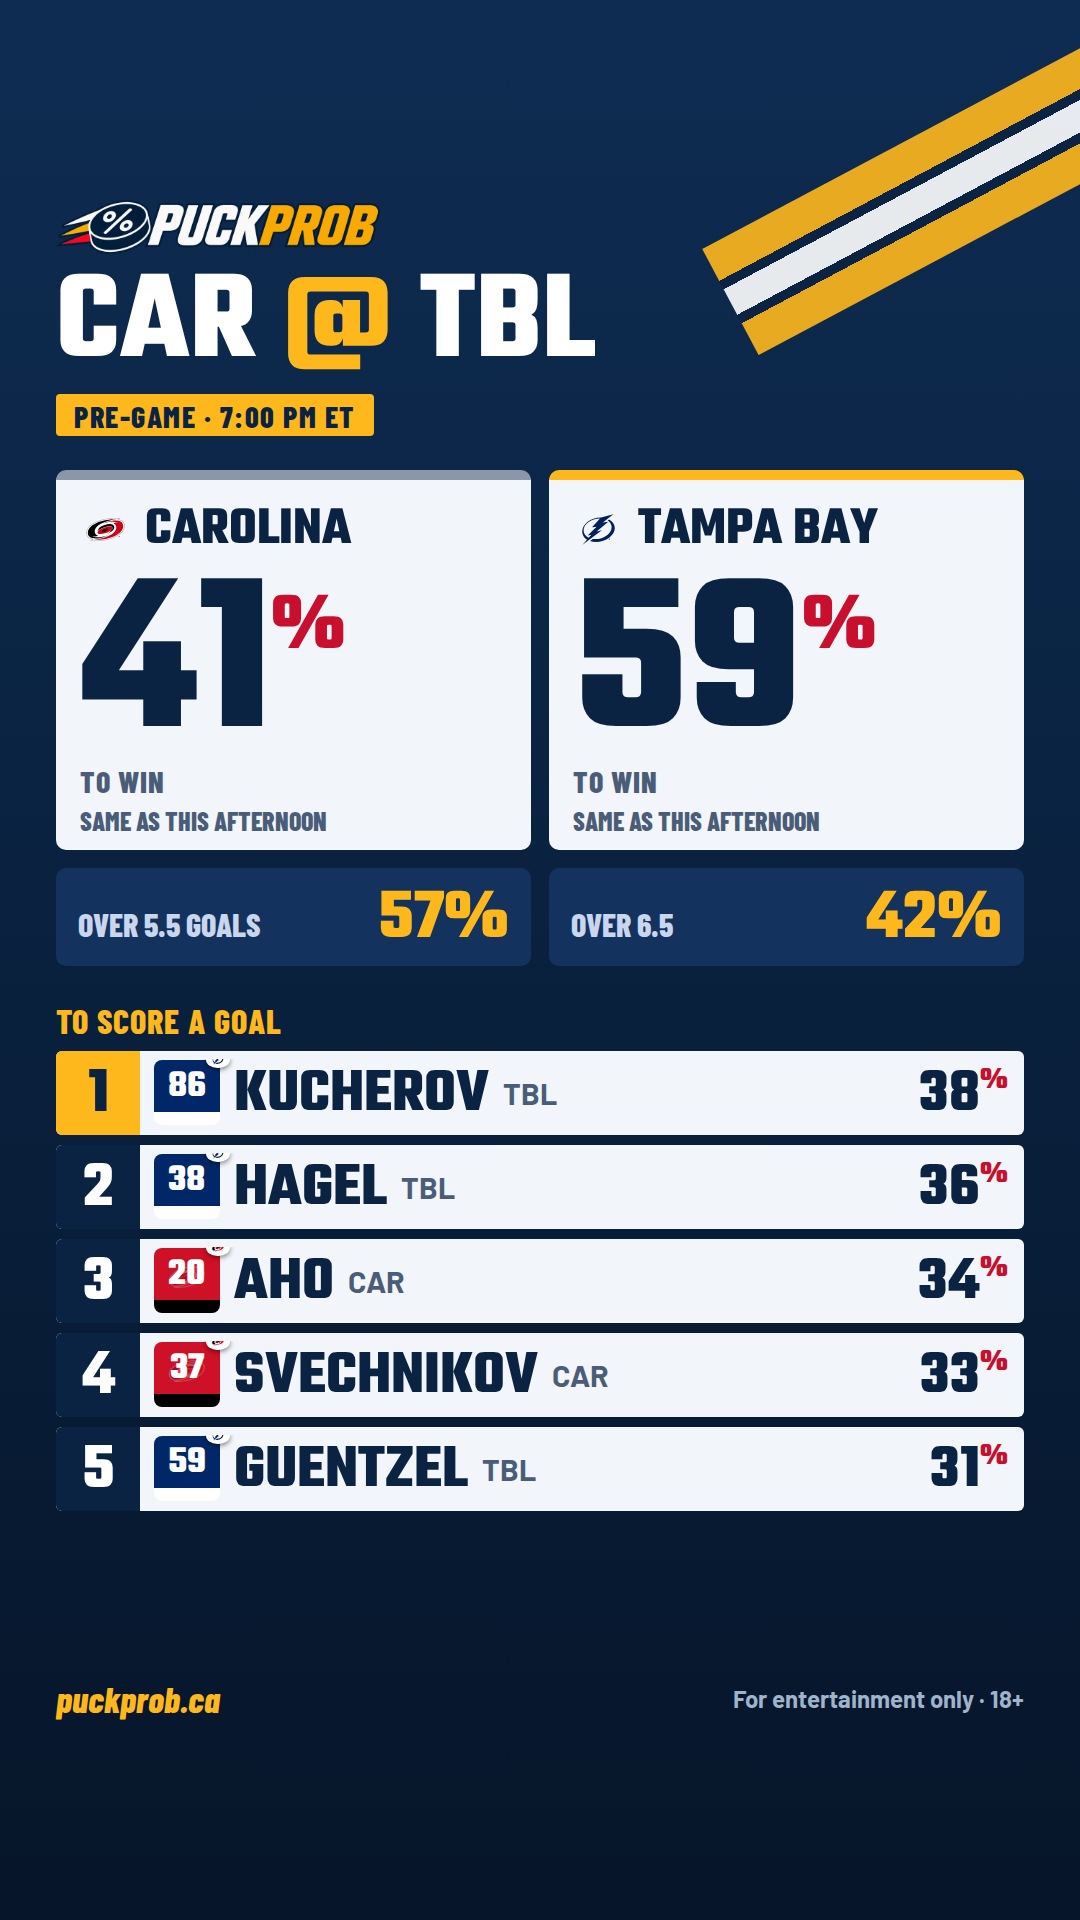 % PUCKPROB
CAR @ TBL
PRE-GAME · 7:00 PM ET
CAROLINA
41%
TO WIN
SAME AS THIS AFTERNOON
TAMPA BAY
59%
TO WIN
SAME AS THIS AFTERNOON
OVER 5.5 GOALS 57%
OVER 6.5 42%
TO SCORE A GOAL
1 86 KUCHEROV TBL 38%
2 38 HAGEL TBL 36%
3 20 AHO CAR 34%
4 37 SVECHNIKOV CAR 33%
5 59 GUENTZEL TBL 31%
puckprob.ca
For entertainment only · 18+